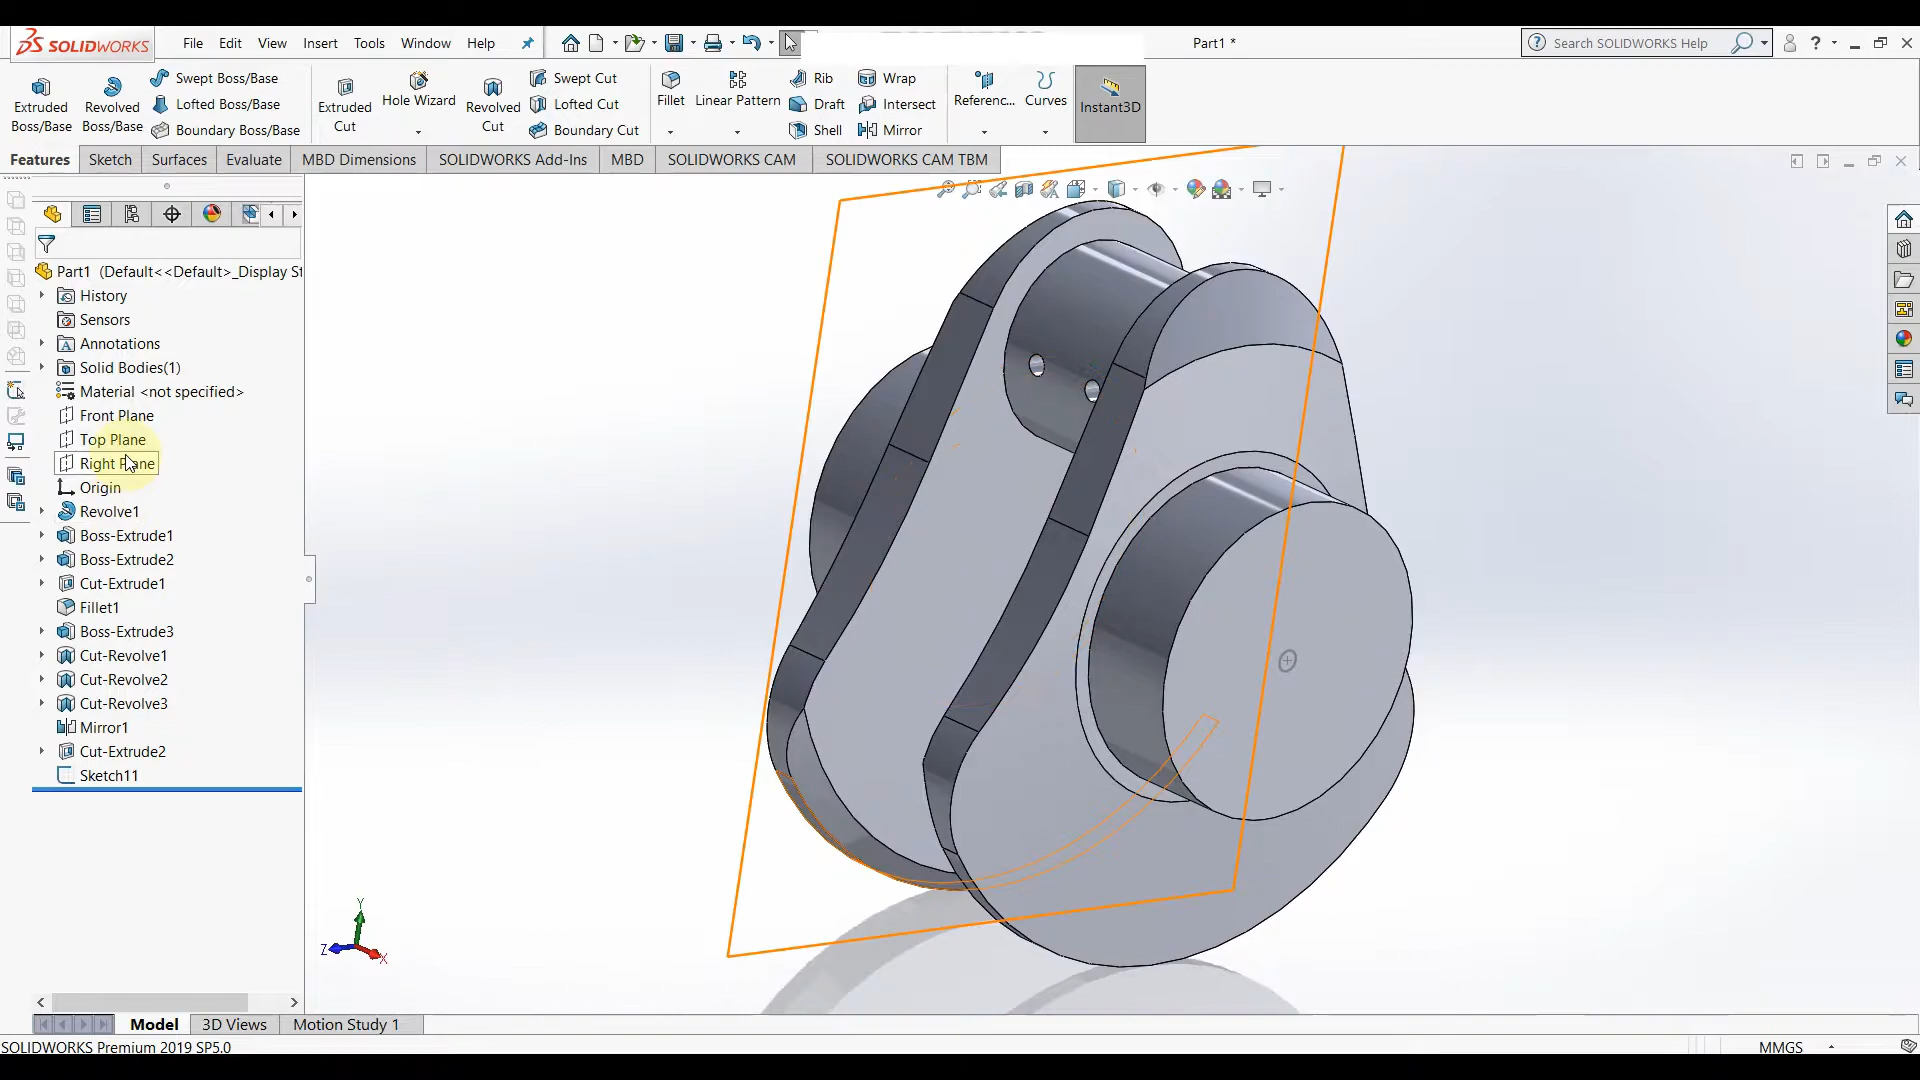 SOLIDWORKS File Edit View Insert Tools Window Help Part1 * Search SOLIDWORKS Help ?
Extruded Boss/Base
Revolved Boss/Base
Swept Boss/Base
Lofted Boss/Base
Boundary Boss/Base
Extruded Cut
Hole Wizard
Revolved Cut
Swept Cut
Lofted Cut
Boundary Cut
Fillet
Linear Pattern
Rib
Draft
Shell
Wrap
Intersect
Mirror
Referenc...
Curves
Instant3D
Features Sketch Surfaces Evaluate MBD Dimensions SOLIDWORKS Add-Ins MBD SOLIDWORKS CAM SOLIDWORKS CAM TBM
Part1 (Default<<Default>_Display St
History
Sensors
Annotations
Solid Bodies(1)
Material <not specified>
Front Plane
Top Plane
Right Plane
Origin
Revolve1
Boss-Extrude1
Boss-Extrude2
Cut-Extrude1
Fillet1
Boss-Extrude3
Cut-Revolve1
Cut-Revolve2
Cut-Revolve3
Mirror1
Cut-Extrude2
Sketch11
Y
Z
X
Model 3D Views Motion Study 1
SOLIDWORKS Premium 2019 SP5.0 MMGS